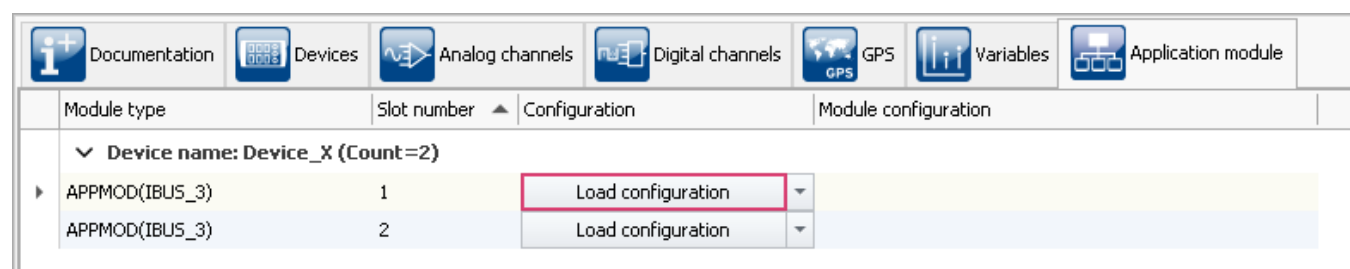 Documentation Devices Analog channels Digital channels GPS GPS Variables Application module
Module type Slot number Configuration Module configuration
Device name: Device_X (Count=2)
APPMOD(IBUS_3) 1 Load configuration
APPMOD(IBUS_3) 2 Load configuration